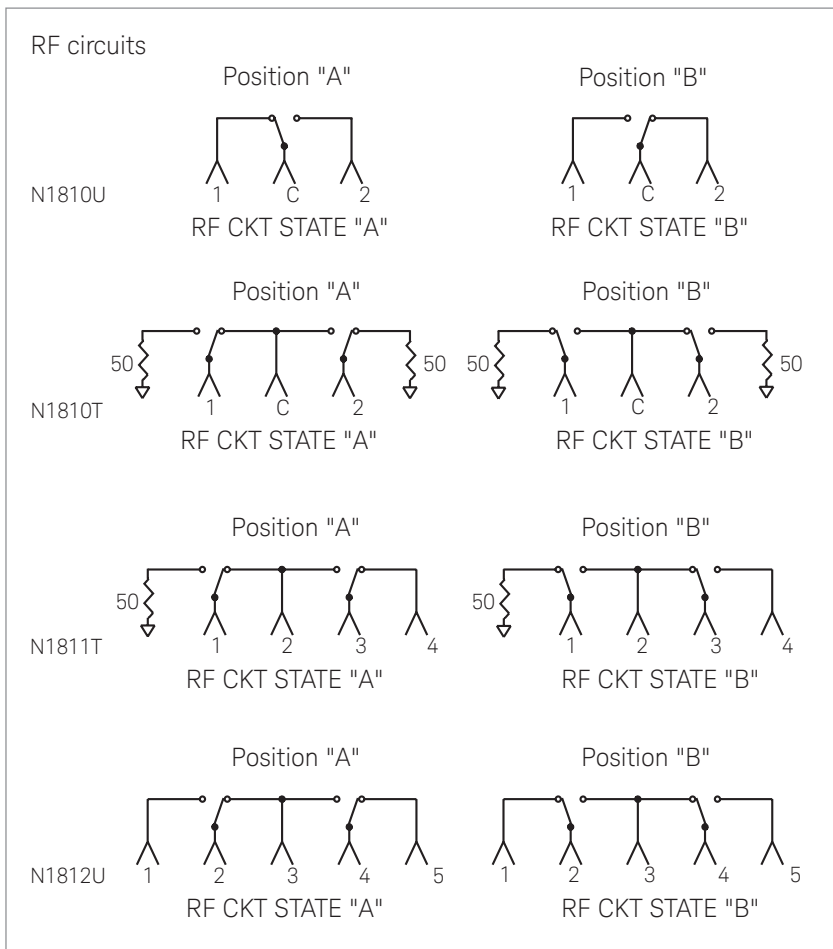 RF circuits
Position "A" Position "B"
1 C 2 1 C 2
N1810U
RF CKT STATE "A" RF CKT STATE "B"
Position "A" Position "B"
50 50 50 50
1 C 2 1 C 2
N1810T
RF CKT STATE "A" RF CKT STATE "B"
Position "A" Position "B"
50 50
1 2 3 4 1 2 3 4
N1811T
RF CKT STATE "A" RF CKT STATE "B"
Position "A" Position "B"
N1812U 1 2 3 4 5 1 2 3 4 5
RF CKT STATE "A" RF CKT STATE "B"